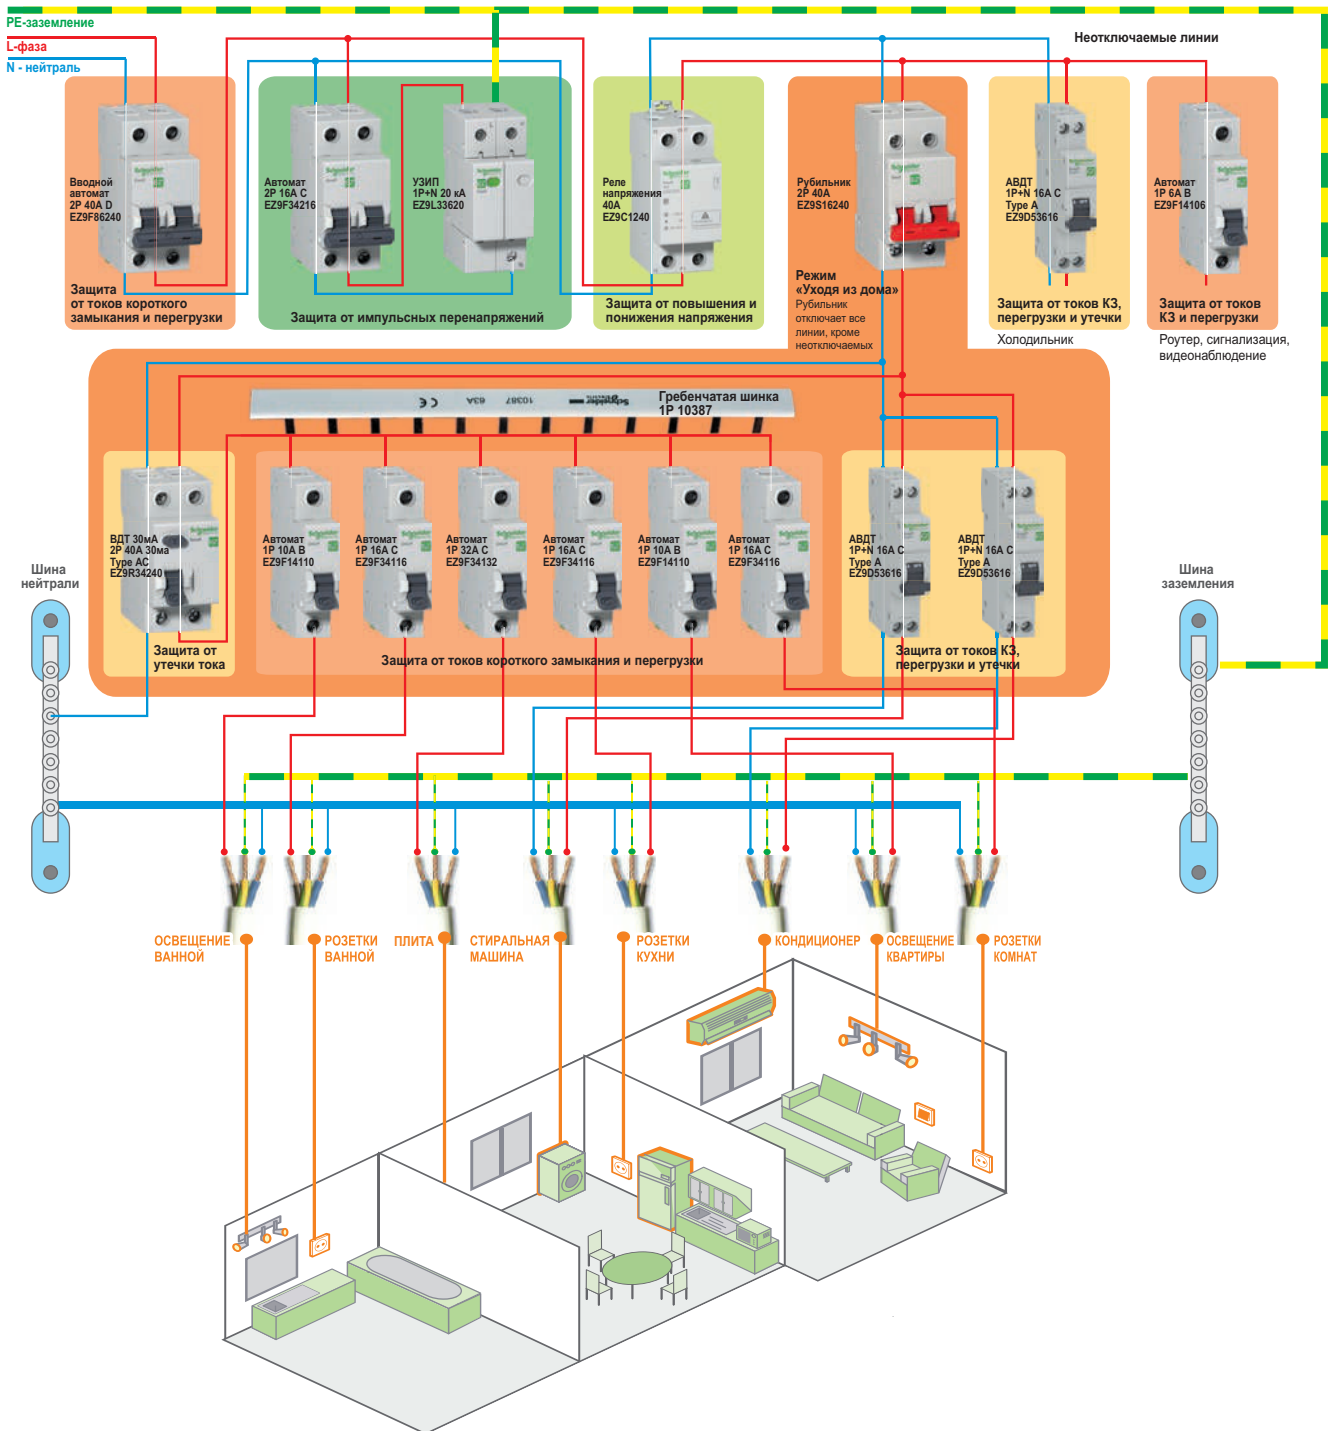 PE-заземление
L-фаза
N - нейтраль
Неотключаемые линии
Вводной
автомат
2P 40A D
EZ9F86240
Защита
от токов короткого
замыкания и перегрузки
Автомат
2P 16A C
EZ9F34216
УЗИП
1P+N 20 кА
EZ9L33620
Защита от импульсных перенапряжений
Реле
напряжения
40A
EZ9C1240
Защита от повышения и
понижения напряжения
Рубильник
2P 40A
EZ9S16240
Режим
«Уходя из дома»
Рубильник
отключает все
линии, кроме
неотключаемых
АВДТ
1P+N 16A C
Type A
EZ9D53616
Защита от токов КЗ,
перегрузки и утечки
Холодильник
Автомат
1P 6A B
EZ9F14106
Защита от токов
КЗ и перегрузки
Роутер, сигнализация,
видеонаблюдение
Гребенчатая шинка
1P 10387
Schneider Electric
10387
63A
CE
ВДТ 30мА
2P 40A 30ма
Type AC
EZ9R34240
Защита от
утечки тока
Автомат
1P 10A B
EZ9F14110
Автомат
1P 16A C
EZ9F34116
Автомат
1P 32A C
EZ9F34132
Автомат
1P 16A C
EZ9F34116
Автомат
1P 10A B
EZ9F14110
Автомат
1P 16A C
EZ9F34116
Защита от токов короткого замыкания и перегрузки
АВДТ
1P+N 16A C
Type A
EZ9D53616
АВДТ
1P+N 16A C
Type A
EZ9D53616
Защита от токов КЗ,
перегрузки и утечки
Шина
нейтрали
Шина
заземления
ОСВЕЩЕНИЕ
ВАННОЙ
РОЗЕТКИ
ВАННОЙ
ПЛИТА
СТИРАЛЬНАЯ
МАШИНА
РОЗЕТКИ
КУХНИ
КОНДИЦИОНЕР
ОСВЕЩЕНИЕ
КВАРТИРЫ
РОЗЕТКИ
КОМНАТ